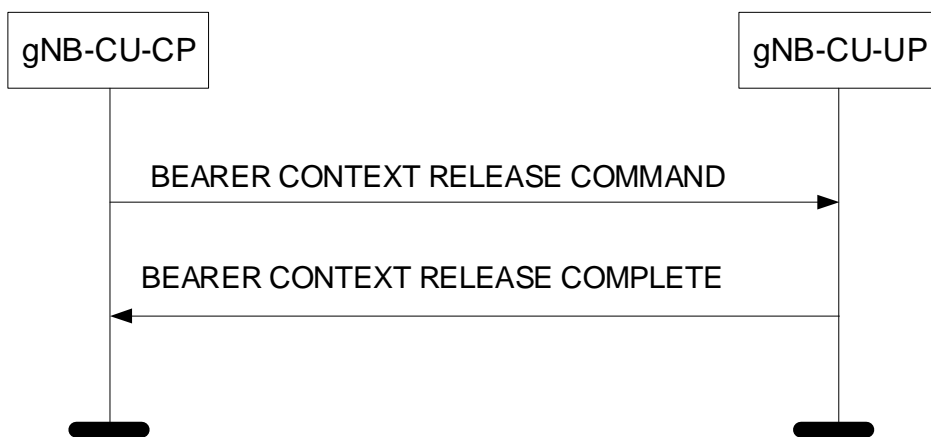 gNB-CU-CP
gNB-CU-UP
BEARER CONTEXT RELEASE COMMAND
BEARER CONTEXT RELEASE COMPLETE